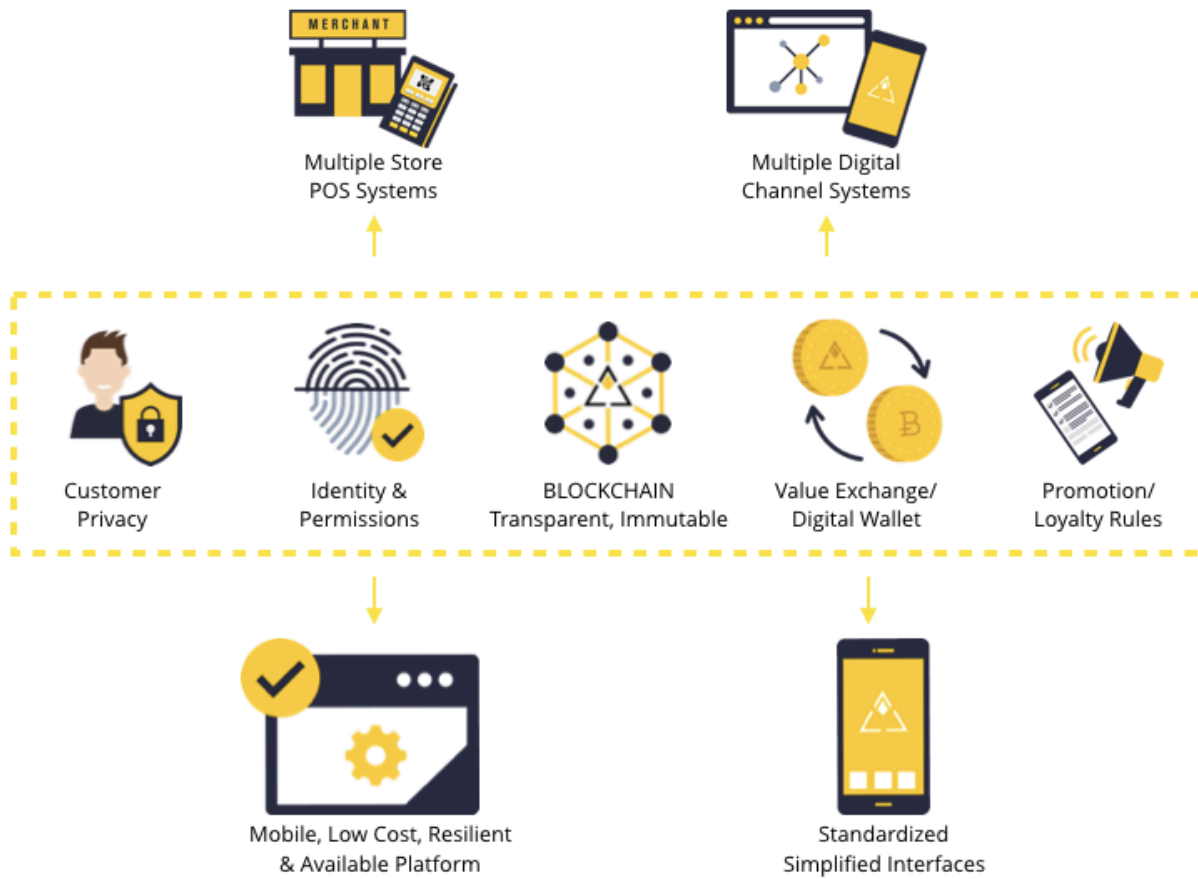 MERCHANT
Multiple Store
POS Systems
Multiple Digital
Channel Systems
Customer
Privacy
Identity &
Permissions
BLOCKCHAIN
Transparent, Immutable
Value Exchange/
Digital Wallet
Promotion/
Loyalty Rules
Mobile, Low Cost, Resilient
& Available Platform
Standardized
Simplified Interfaces